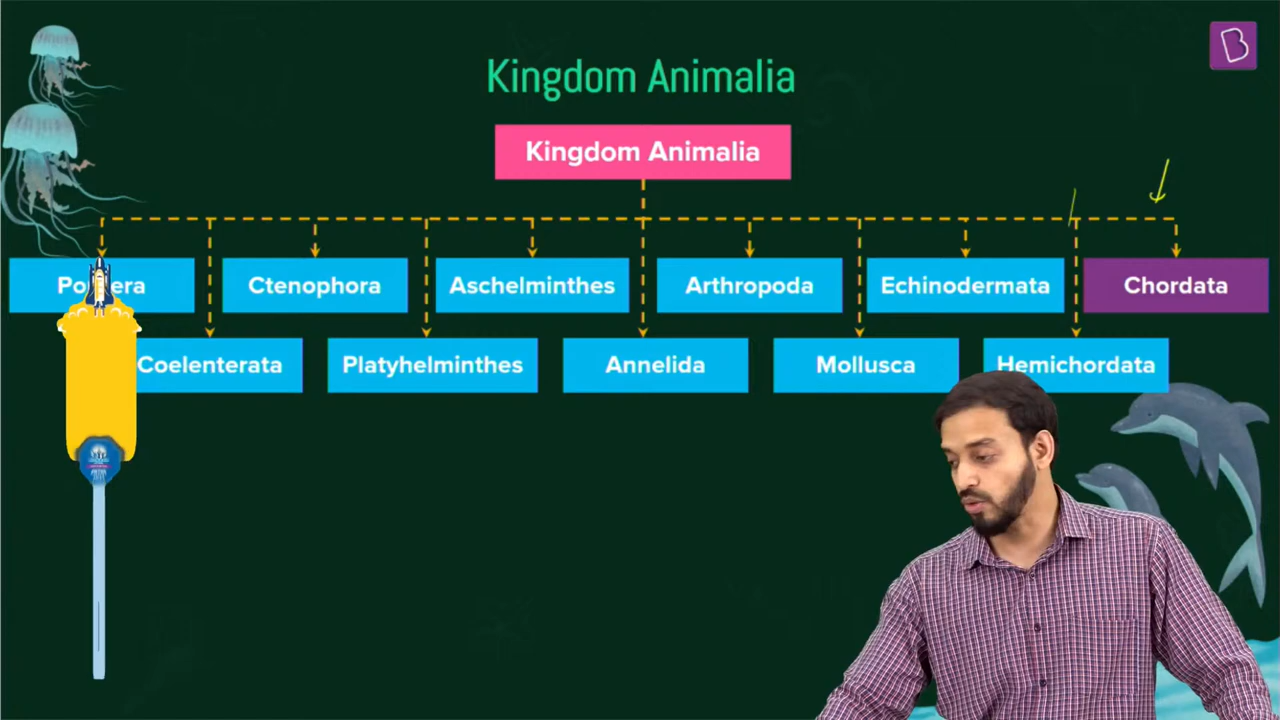 Kingdom Animalia
Kingdom Animalia
Ctenophora
Aschelminthes
Arthropoda
Echinodermata
Chordata
Coelenterata
Platyhelminthes
Annelida
Mollusca
Hemichordata
B